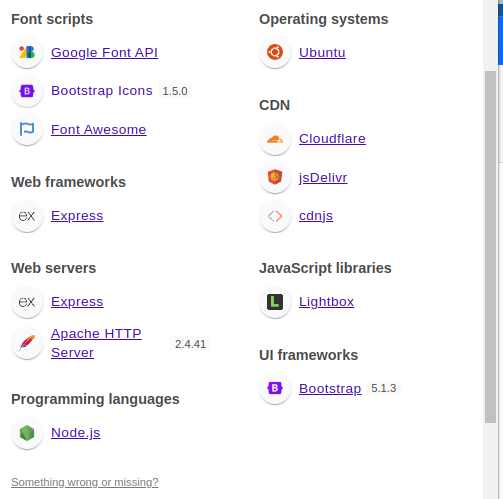 Font scripts
Google Font API
Bootstrap Icons 1.5.0
Font Awesome
Web frameworks
ex Express
Web servers
ex Express
Apache HTTP
Server 2.4.41
Programming languages
Node.js
Something wrong or missing?
Operating systems
Ubuntu
CDN
Cloudflare
jsDelivr
cdnjs
JavaScript libraries
L Lightbox
UI frameworks
B Bootstrap 5.1.3